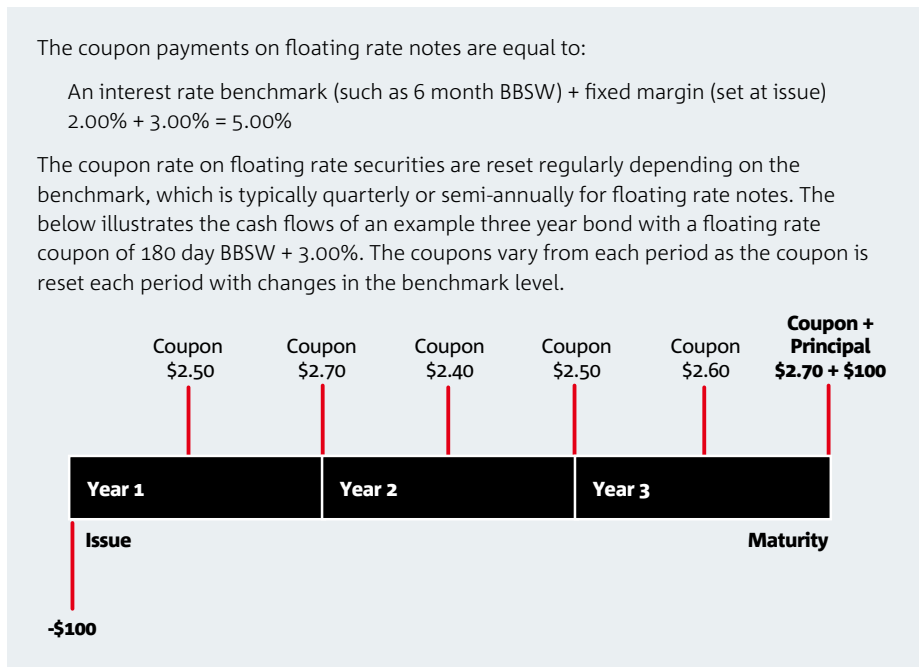 The coupon payments on floating rate notes are equal to:
An interest rate benchmark (such as 6 month BBSW) + fixed margin (set at issue)
2.00% + 3.00% = 5.00%
The coupon rate on floating rate securities are reset regularly depending on the
benchmark, which is typically quarterly or semi-annually for floating rate notes. The
below illustrates the cash flows of an example three year bond with a floating rate
coupon of 180 day BBSW + 3.00%. The coupons vary from each period as the coupon is
reset each period with changes in the benchmark level.
Coupon
$2.50
Coupon
$2.70
Coupon
$2.40
Coupon
$2.50
Coupon
$2.60
Coupon +
Principal
$2.70 + $100
Year 1
Year 2
Year 3
Issue
Maturity
-$100